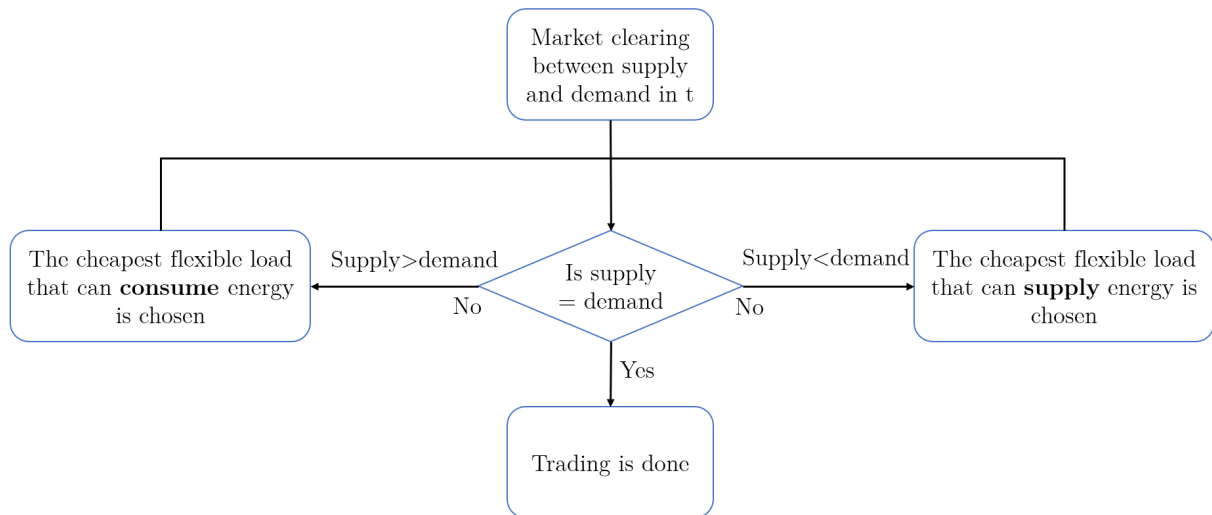 Market clearing
between supply
and demand in t
The cheapest flexible load
that can consume energy
is chosen
Supply>demand
No
Is supply
= demand
Supply<demand
No
The cheapest flexible load
that can supply energy is
chosen
Yes
Trading is done